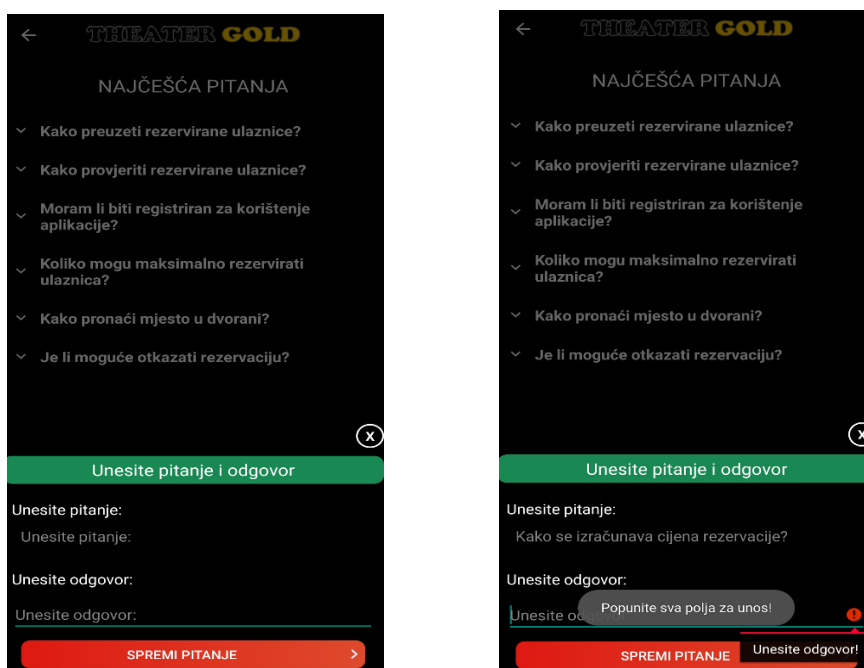 THEATER GOLD
NAJČEŠĆA PITANJA
Kako preuzeti rezervirane ulaznice?
Kako provjeriti rezervirane ulaznice?
Moram li biti registriran za korištenje
aplikacije?
Koliko mogu maksimalno rezervirati
ulaznica?
Kako pronaći mjesto u dvorani?
Je li moguće otkazati rezervaciju?
X
Unesite pitanje i odgovor
Unesite pitanje:
Unesite pitanje:
Unesite odgovor:
Unesite odgovor:
SPREMI PITANJE
THEATER GOLD
NAJČEŠĆA PITANJA
Kako preuzeti rezervirane ulaznice?
Kako provjeriti rezervirane ulaznice?
Moram li biti registriran za korištenje
aplikacije?
Koliko mogu maksimalno rezervirati
ulaznica?
Kako pronaći mjesto u dvorani?
Je li moguće otkazati rezervaciju?
X
Unesite pitanje i odgovor
Unesite pitanje:
Kako se izračunava cijena rezervacije?
Unesite odgovor:
Popunite sva polja za unos!
Unesite
SPREMI PITANJE
Unesite odgovor!